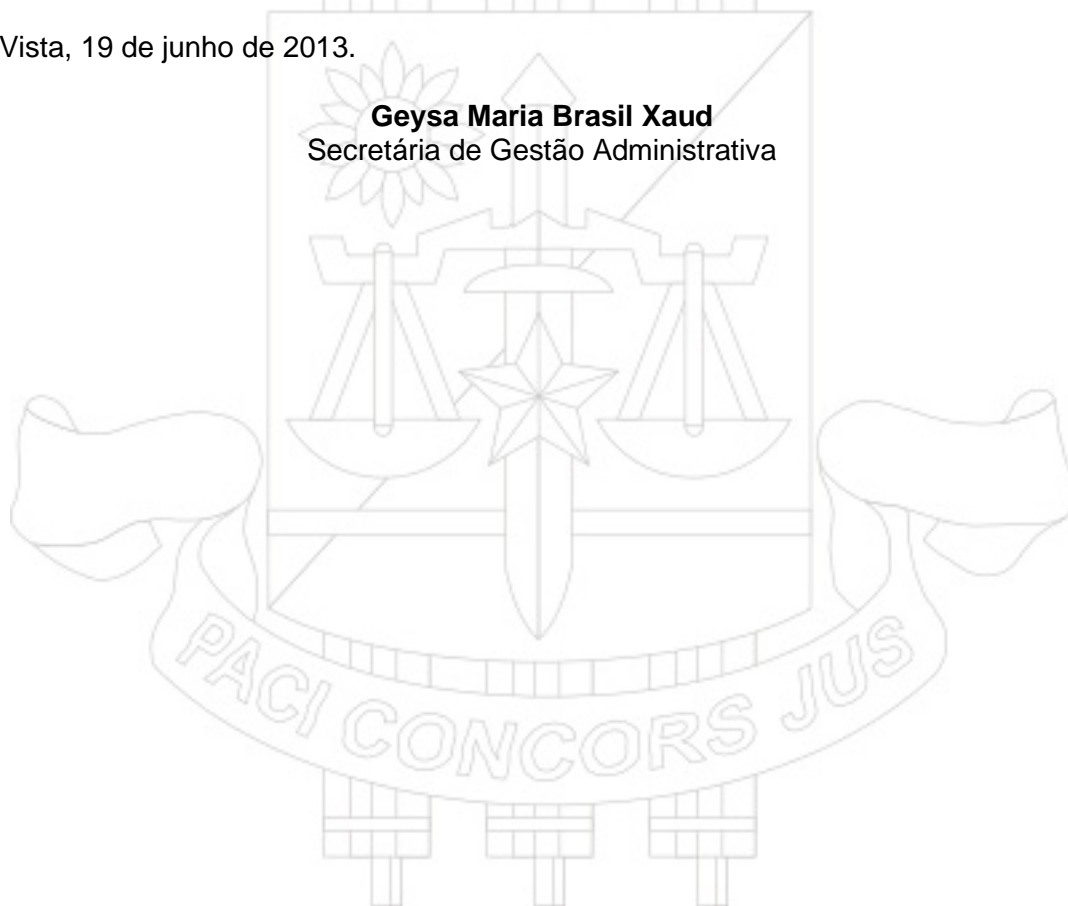 Vista, 19 de junho de 2013.
Geysa Maria Brasil Xaud
Secretária de Gestão Administrativa
PACI CONCORS JUS